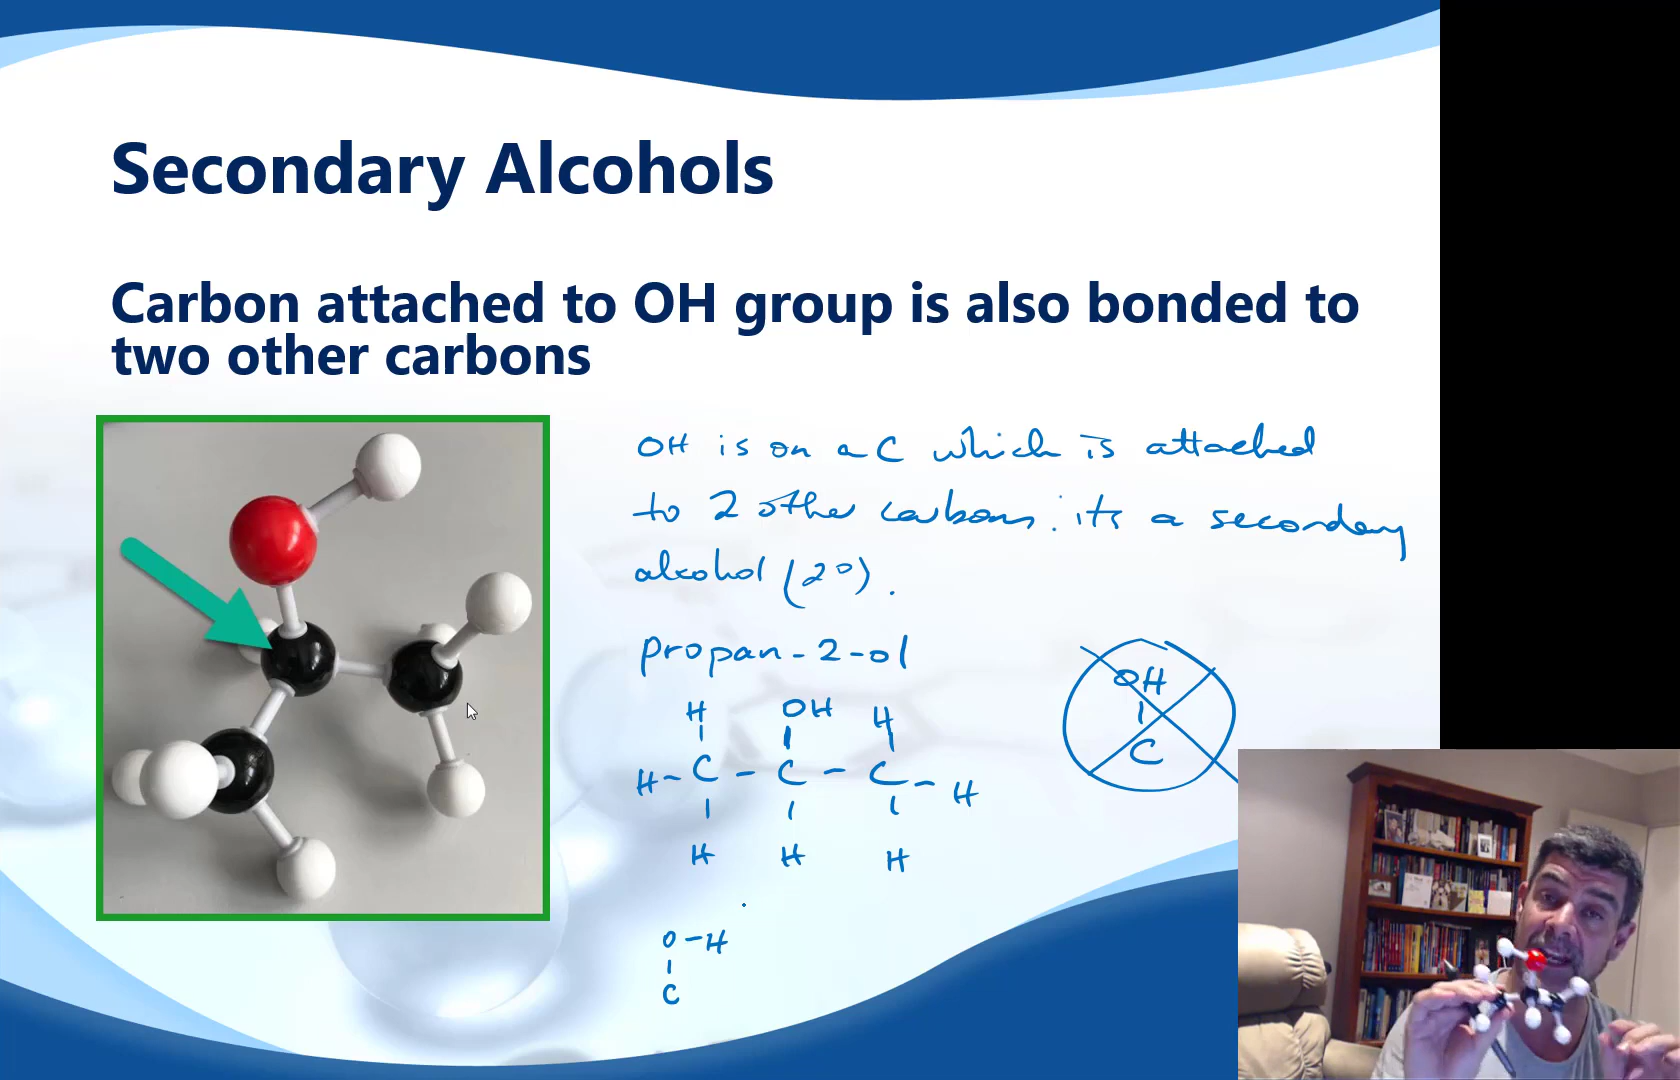 Secondary Alcohols
Carbon attached to OH group is also bonded to
two other carbons
OH is on a C which is attached
to 2 other carbons ∴ its a secondary
alcohol (2°).
propan-2-ol
H OH H
H-C-C-C-H
H H H
OH
C
O-H
C